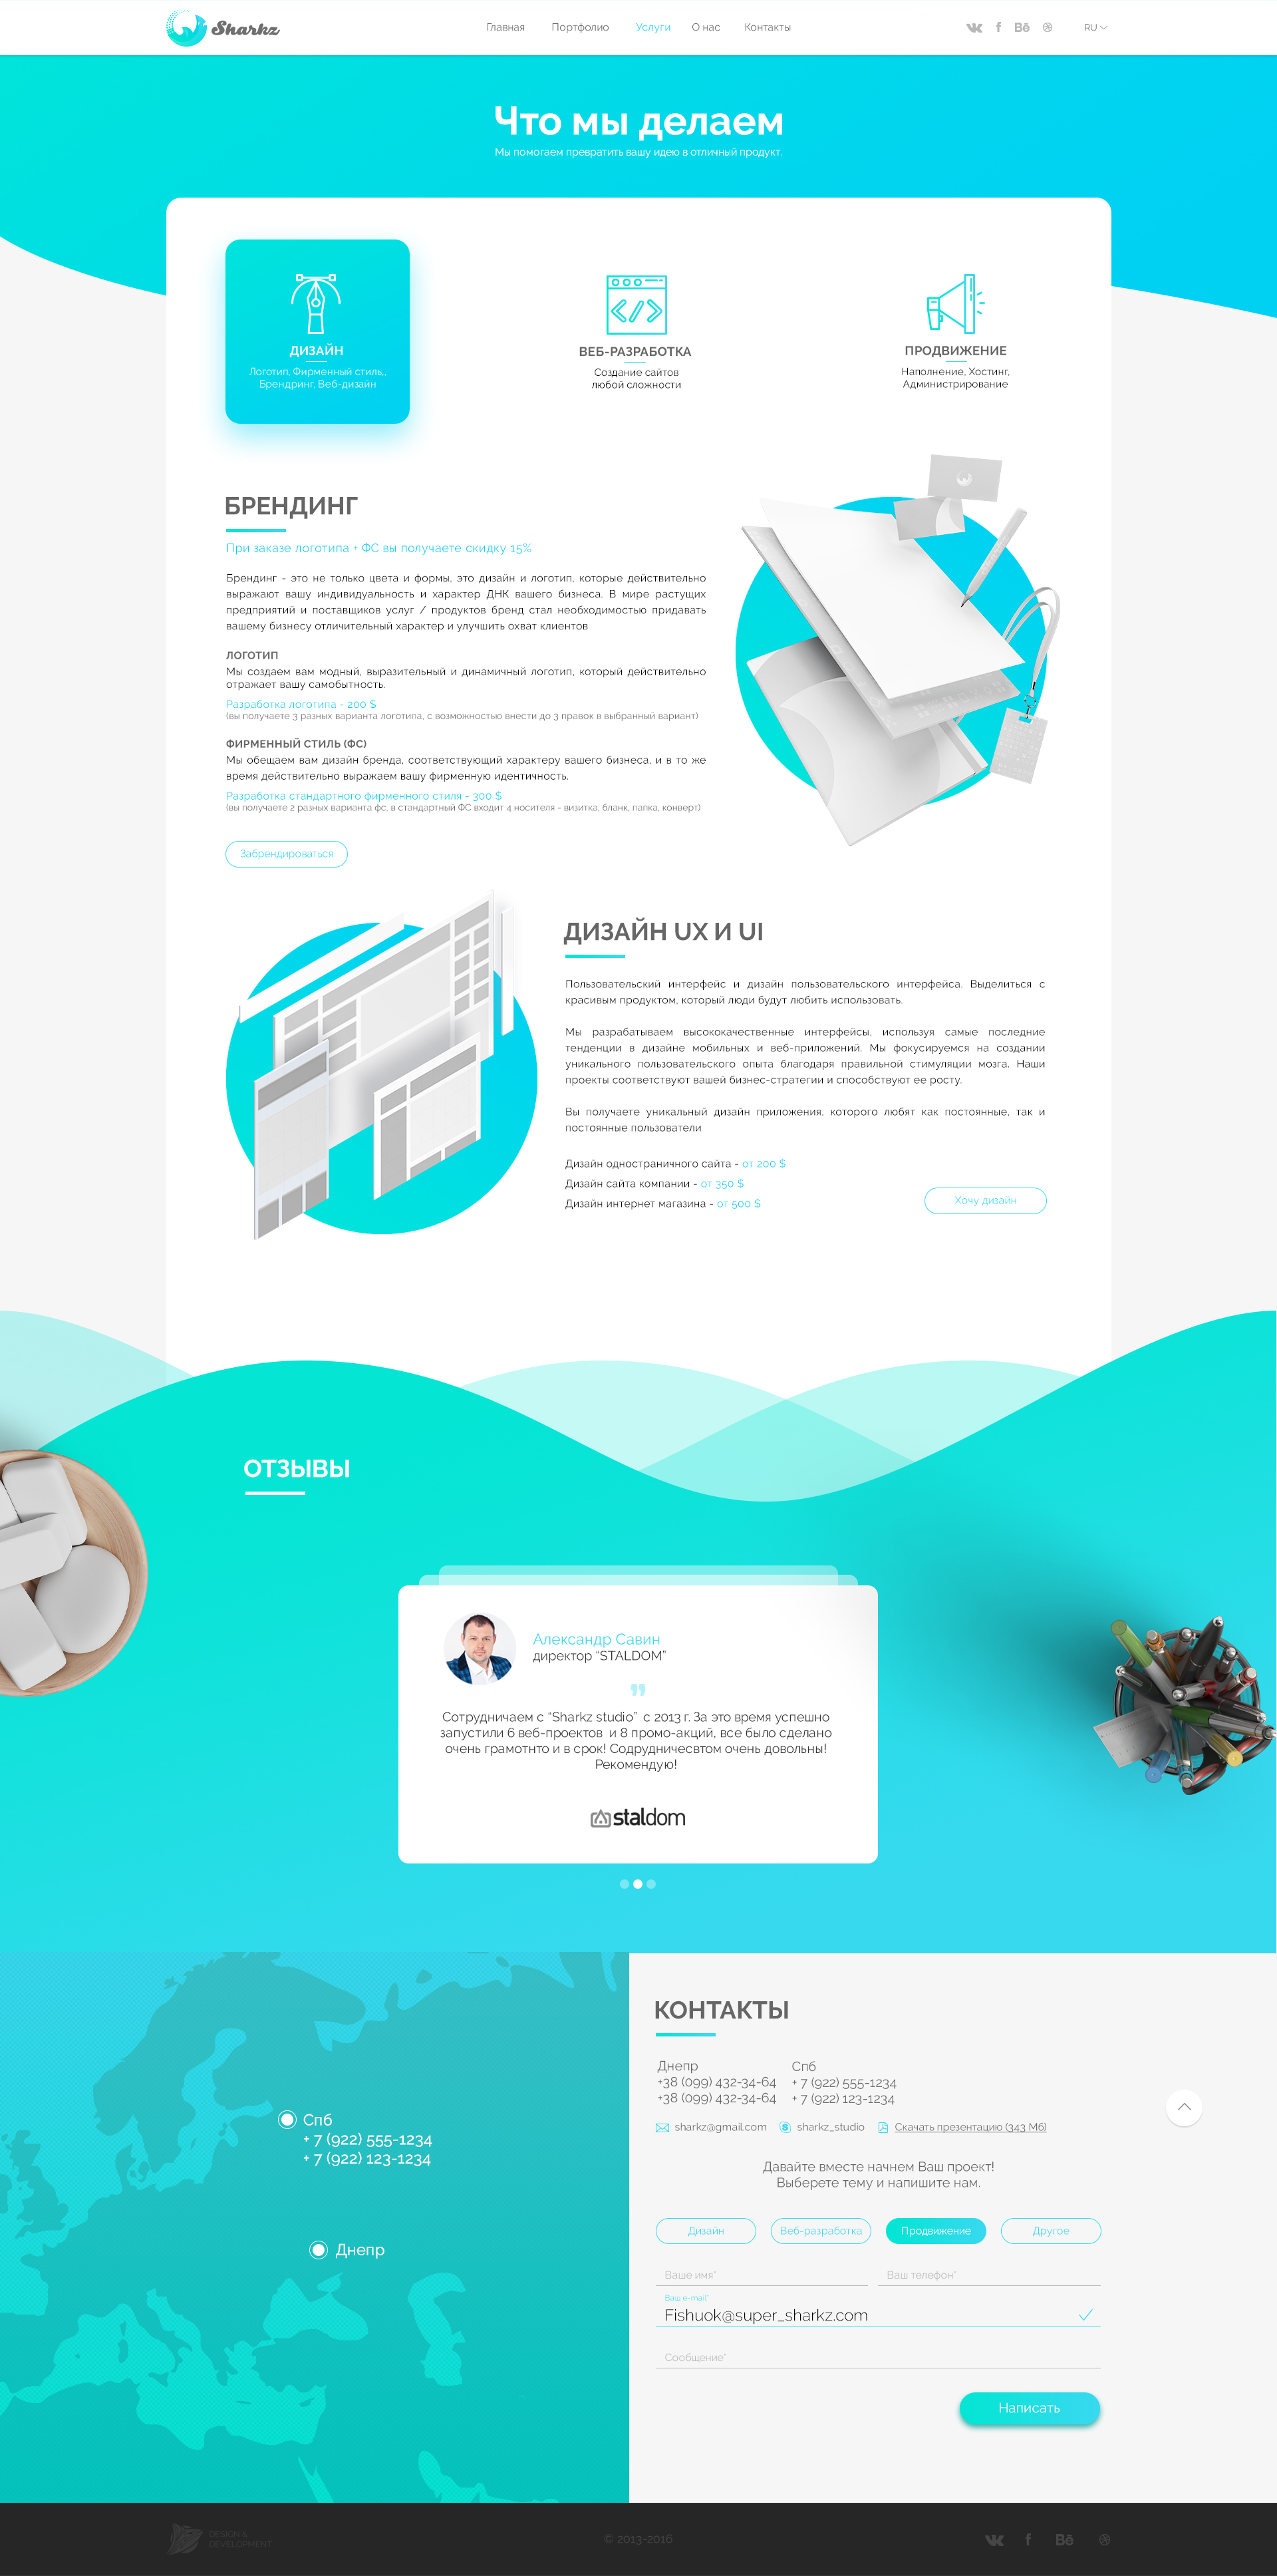 Sharkz
Главная Портфолио Услуги О нас Контакты
Bē
RU
Что мы делаем
Мы помогаем превратить вашу идею в отличный продукт.
ДИЗАЙН
Логотип, Фирменный стиль,,
Брендринг, Веб-дизайн
ВЕБ-РАЗРАБОТКА
Создание сайтов
любой сложности
ПРОДВИЖЕНИЕ
Наполнение, Хостинг,
Администрирование
БРЕНДИНГ
При заказе логотипа + ФС вы получаете скидку 15%
Брендинг - это не только цвета и формы, это дизайн и логотип, которые действительно
выражают вашу индивидуальность и характер ДНК вашего бизнеса. В мире растущих
предприятий и поставщиков услуг / продуктов бренд стал необходимостью придавать
вашему бизнесу отличительный характер и улучшить охват клиентов
ЛОГОТИП
Мы создаем вам модный, выразительный и динамичный логотип, который действительно
отражает вашу самобытность.
Разработка логотипа - 200 $
(вы получаете 3 разных варианта логотипа, с возможностью внести до 3 правок в выбранный вариант)
ФИРМЕННЫЙ СТИЛЬ (ФС)
Мы обещаем вам дизайн бренда, соответствующий характеру вашего бизнеса, и в то же
время действительно выражаем вашу фирменную идентичность.
Разработка стандартного фирменного стиля - 300 $
(вы получаете 2 разных варианта фс, в стандартный ФС входит 4 носителя - визитка, бланк, папка, конверт)
Забрендироваться
ДИЗАЙН UX И UI
Пользовательский интерфейс и дизайн пользовательского интерфейса. Выделиться с
красивым продуктом, который люди будут любить использовать.
Мы разрабатываем высококачественные интерфейсы, используя самые последние
тенденции в дизайне мобильных и веб-приложений. Мы фокусируемся на создании
уникального пользовательского опыта благодаря правильной стимуляции мозга. Наши
проекты соответствуют вашей бизнес-стратегии и способствуют ее росту.
Вы получаете уникальный дизайн приложения, которого любят как постоянные, так и
постоянные пользователи
Дизайн одностраничного сайта - от 200 $
Дизайн сайта компании - от 350 $
Дизайн интернет магазина - от 500 $
Хочу дизайн
ОТЗЫВЫ
Александр Савин
директор “STALDOM”
Сотрудничаем с “Sharkz studio” с 2013 г. За это время успешно
запустили 6 веб-проектов и 8 промо-акций, все было сделано
очень грамотнто и в срок! Содрудничесвтом очень довольны!
Рекомендую!
staldom
Спб
+ 7 (922) 555-1234
+ 7 (922) 123-1234
Днепр
КОНТАКТЫ
Днепр
+38 (099) 432-34-64
+38 (099) 432-34-64
Спб
+ 7 (922) 555-1234
+ 7 (922) 123-1234
sharkz@gmail.com sharkz_studio Скачать презентацию (343 Мб)
Давайте вместе начнем Ваш проект!
Выберете тему и напишите нам.
Дизайн Веб-разработка Продвижение Другое
Ваше имя* Ваш телефон*
Ваш e-mail*
Fishuok@super_sharkz.com
Сообщение*
Написать
DESIGN &
DEVELOPMENT
© 2013-2016
Bē